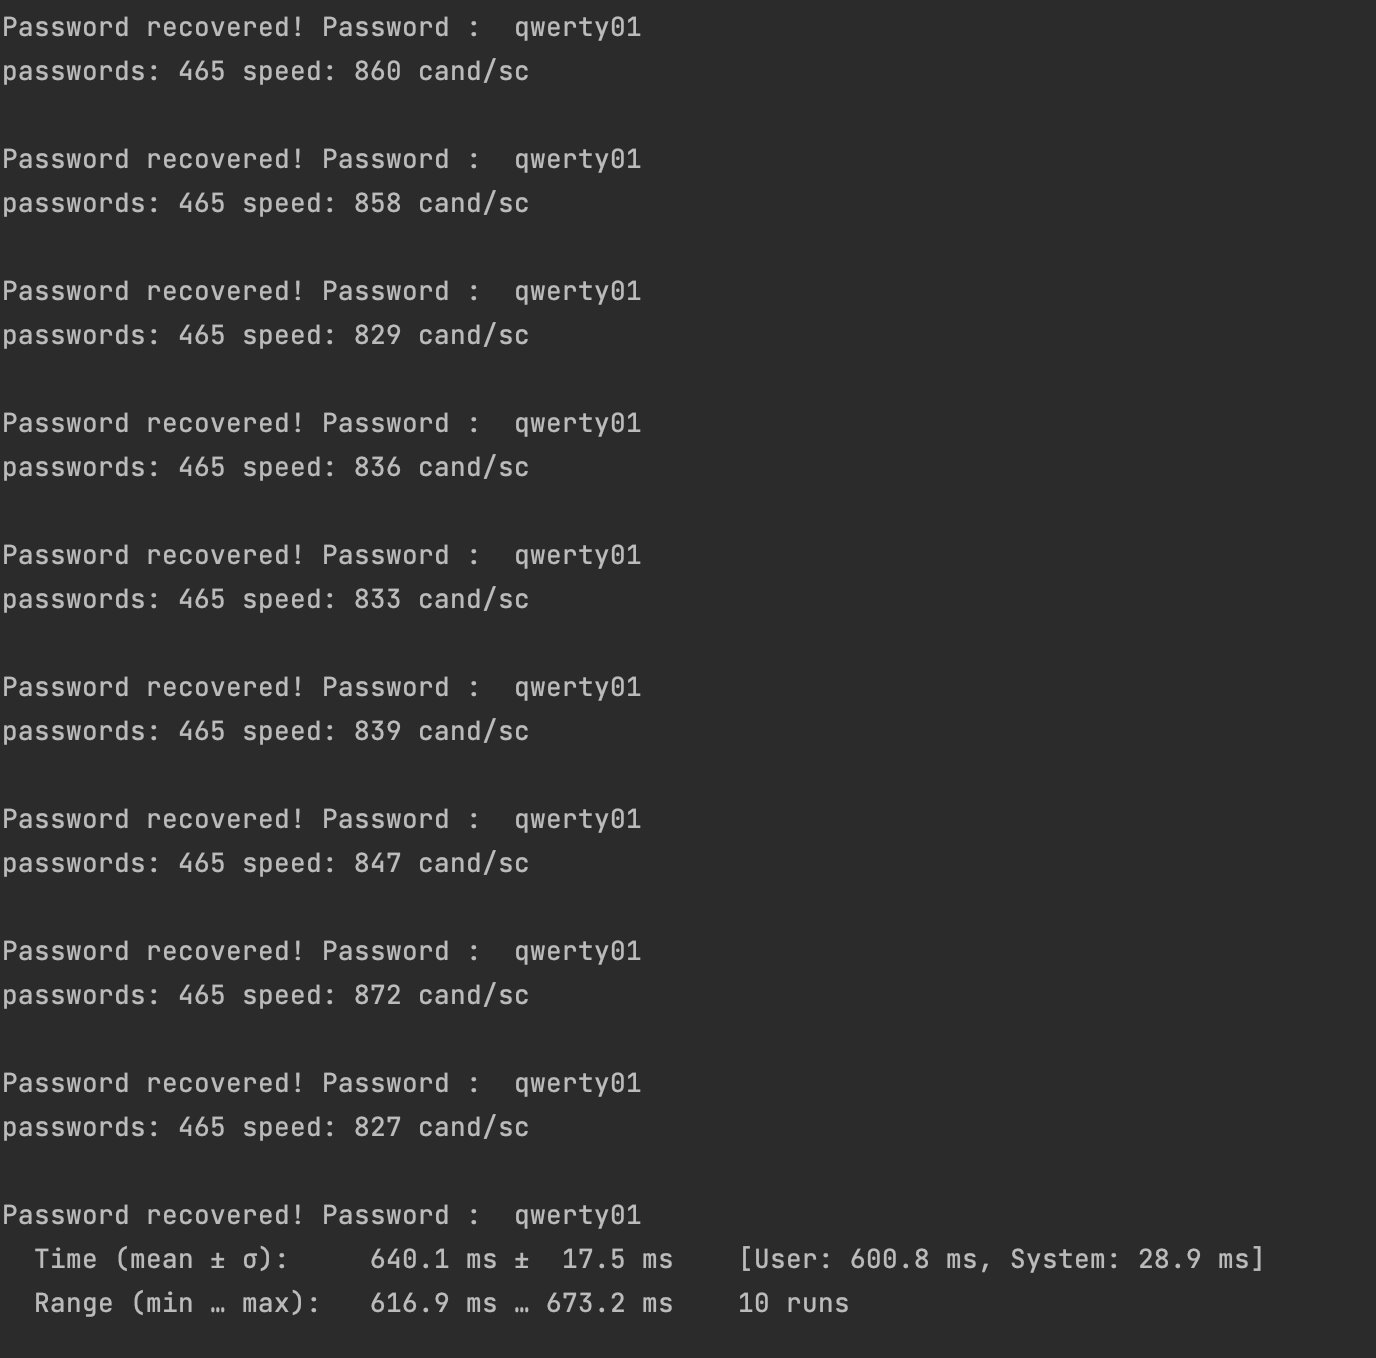 Password recovered! Password :  qwerty01
passwords: 465 speed: 860 cand/sc
Password recovered! Password :  qwerty01
passwords: 465 speed: 858 cand/sc
Password recovered! Password :  qwerty01
passwords: 465 speed: 829 cand/sc
Password recovered! Password :  qwerty01
passwords: 465 speed: 836 cand/sc
Password recovered! Password :  qwerty01
passwords: 465 speed: 833 cand/sc
Password recovered! Password :  qwerty01
passwords: 465 speed: 839 cand/sc
Password recovered! Password :  qwerty01
passwords: 465 speed: 847 cand/sc
Password recovered! Password :  qwerty01
passwords: 465 speed: 872 cand/sc
Password recovered! Password :  qwerty01
passwords: 465 speed: 827 cand/sc
Password recovered! Password :  qwerty01
  Time (mean ± σ):     640.1 ms ±  17.5 ms    [User: 600.8 ms, System: 28.9 ms]
  Range (min … max):   616.9 ms … 673.2 ms    10 runs